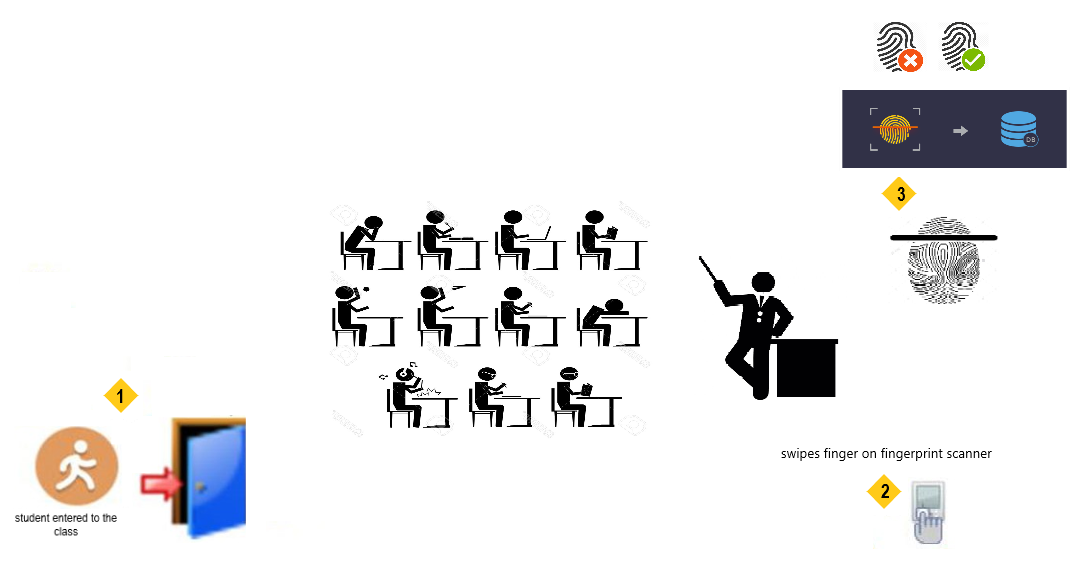 3
DB
1
student entered to the
class
swipes finger on fingerprint scanner
2